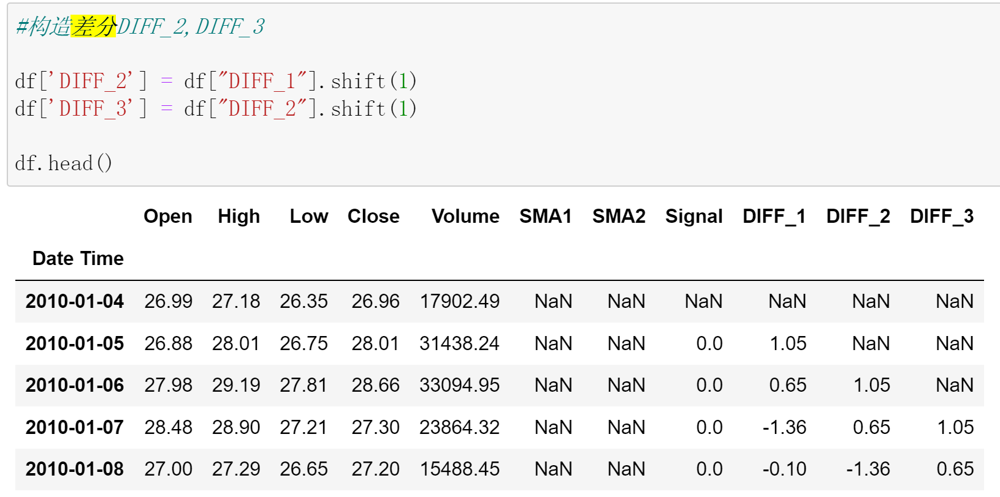 #构造差分DIFF_2,DIFF_3
df['DIFF_2'] = df["DIFF_1"].shift(1)
df['DIFF_3'] = df["DIFF_2"].shift(1)
df.head()
Open High Low Close Volume SMA1 SMA2 Signal DIFF_1 DIFF_2 DIFF_3
Date Time
2010-01-04 26.99 27.18 26.35 26.96 17902.49 NaN NaN NaN NaN NaN NaN
2010-01-05 26.88 28.01 26.75 28.01 31438.24 NaN NaN 0.0 1.05 NaN NaN
2010-01-06 27.98 29.19 27.81 28.66 33094.95 NaN NaN 0.0 0.65 1.05 NaN
2010-01-07 28.48 28.90 27.21 27.30 23864.32 NaN NaN 0.0 -1.36 0.65 1.05
2010-01-08 27.00 27.29 26.65 27.20 15488.45 NaN NaN 0.0 -0.10 -1.36 0.65